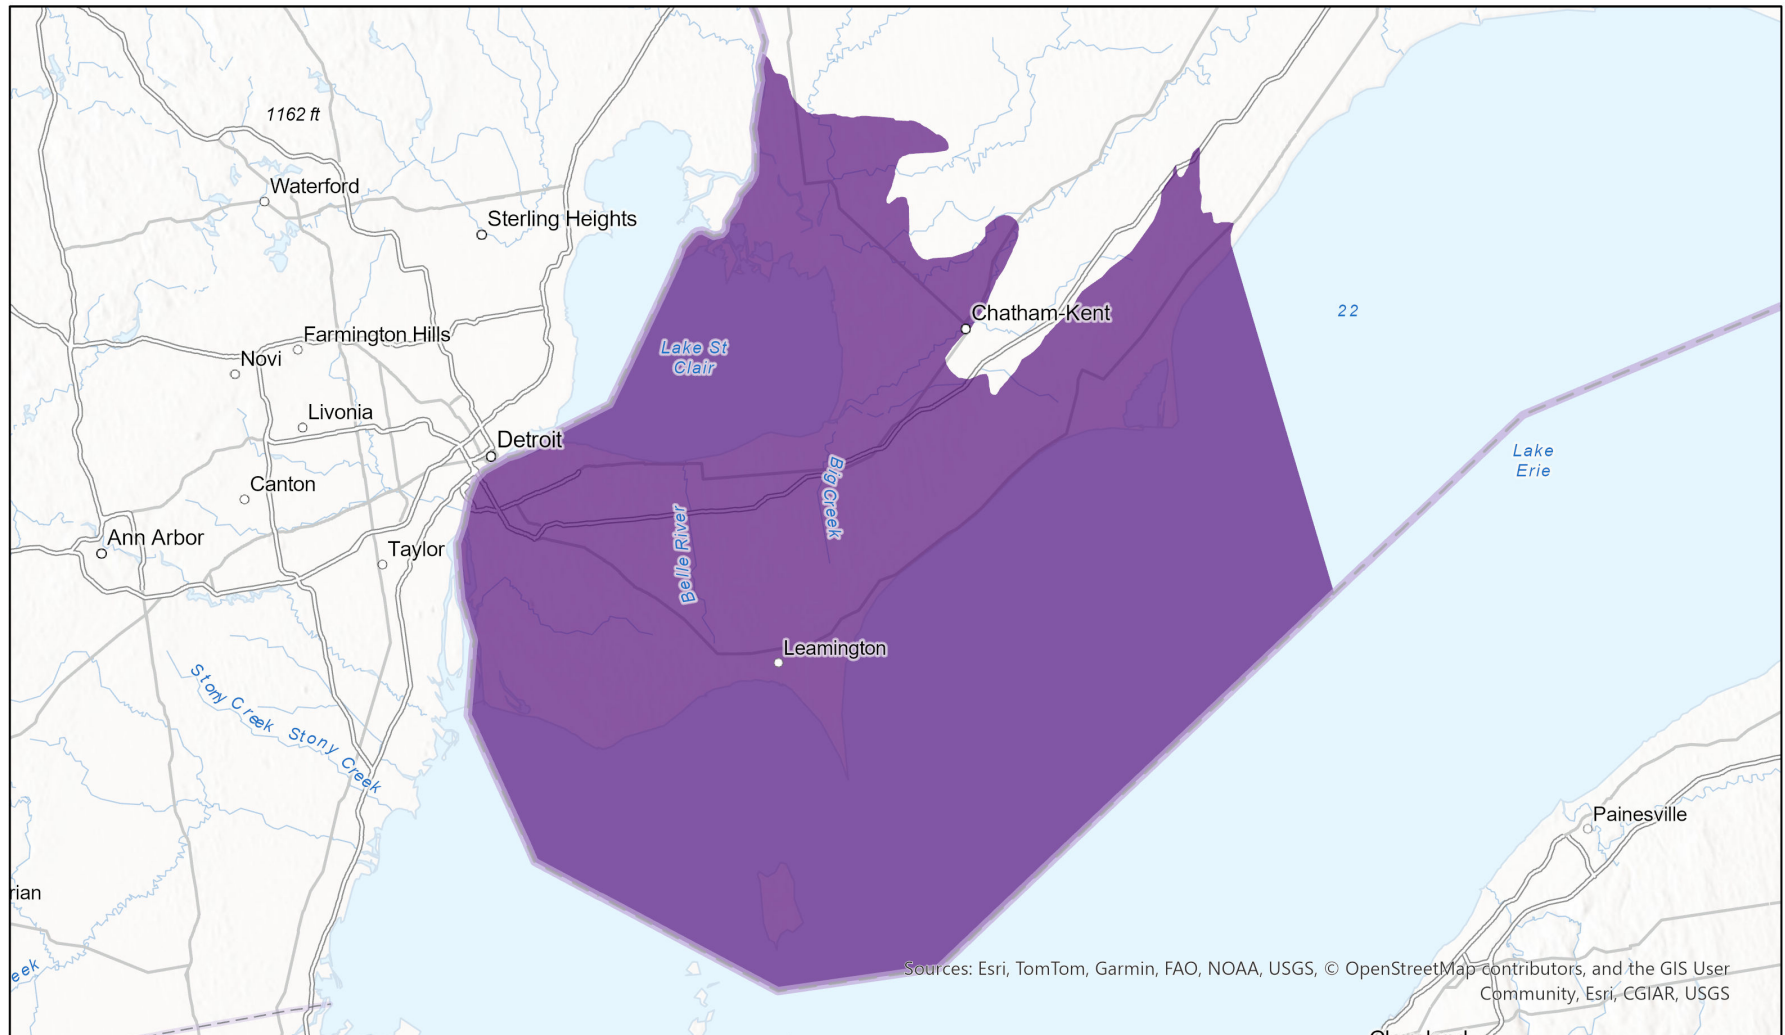 1162 ft
Waterford
Sterling Heights
Chatham-Kent
22
Farmington Hills
Lake St
Clair
Novi
Livonia
Detroit
Lake
Erie
Canton
Big Creek
Ann Arbor
Taylor
Belle River
Leamington
Stony Creek
Stony Creek
Painesville
rian
eek
Sources: Esri, TomTom, Garmin, FAO, NOAA, USGS, © OpenStreetMap contributors, and the GIS User
Community, Esri, CGIAR, USGS